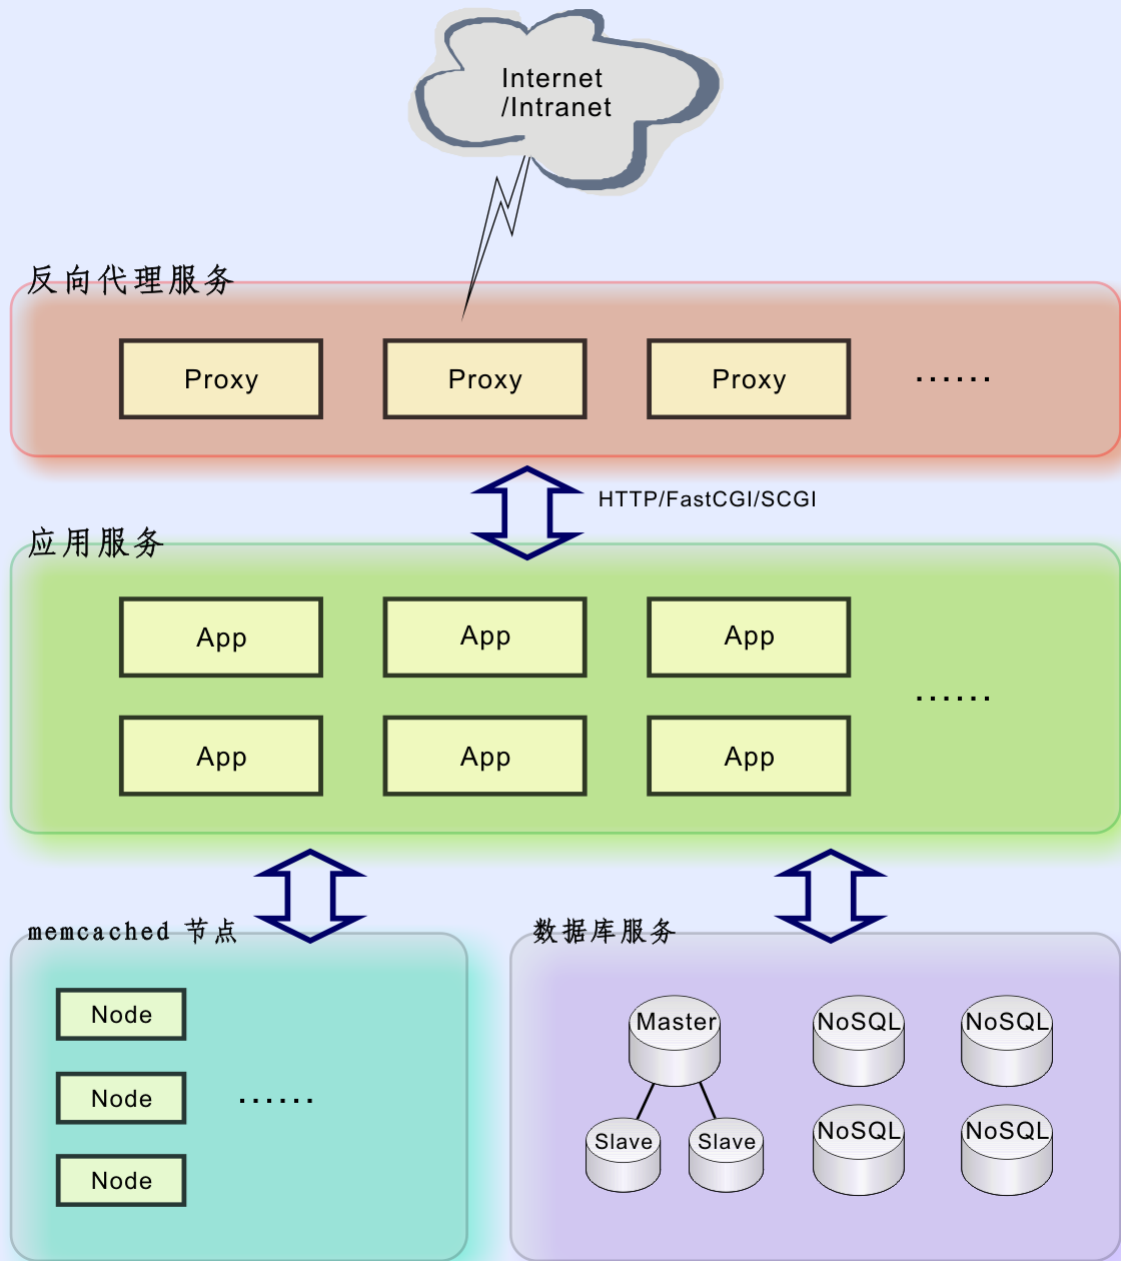 Internet
/Intranet
反向代理服务
Proxy
Proxy
Proxy
......
HTTP/FastCGI/SCGI
应用服务
App
App
App
......
App
App
App
memcached 节点
数据库服务
Node
Node
......
Node
Master
NoSQL
NoSQL
Slave
Slave
NoSQL
NoSQL